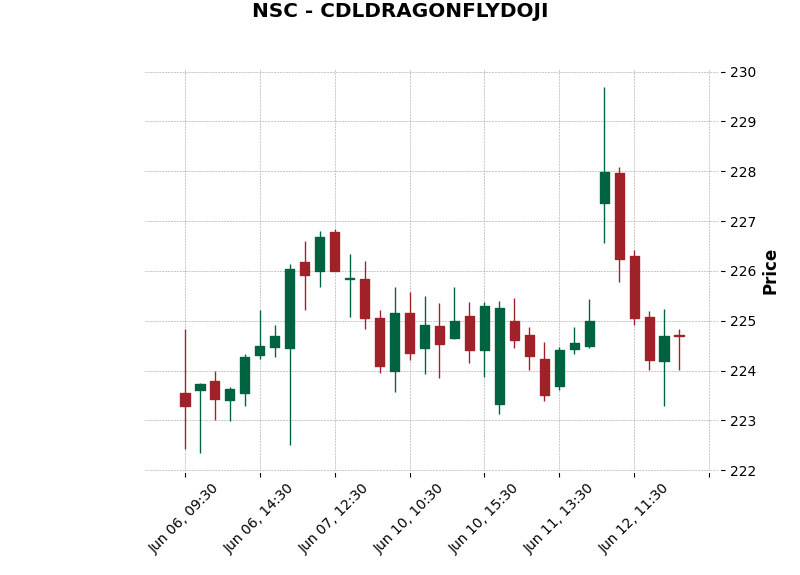 NSC - CDLDRAGONFLYDOJI
230
229
228
227
226
225
224
223
222
Price
Jun 06, 09:30
Jun 06, 14:30
Jun 07, 12:30
Jun 10, 10:30
Jun 10, 15:30
Jun 11, 13:30
Jun 12, 11:30